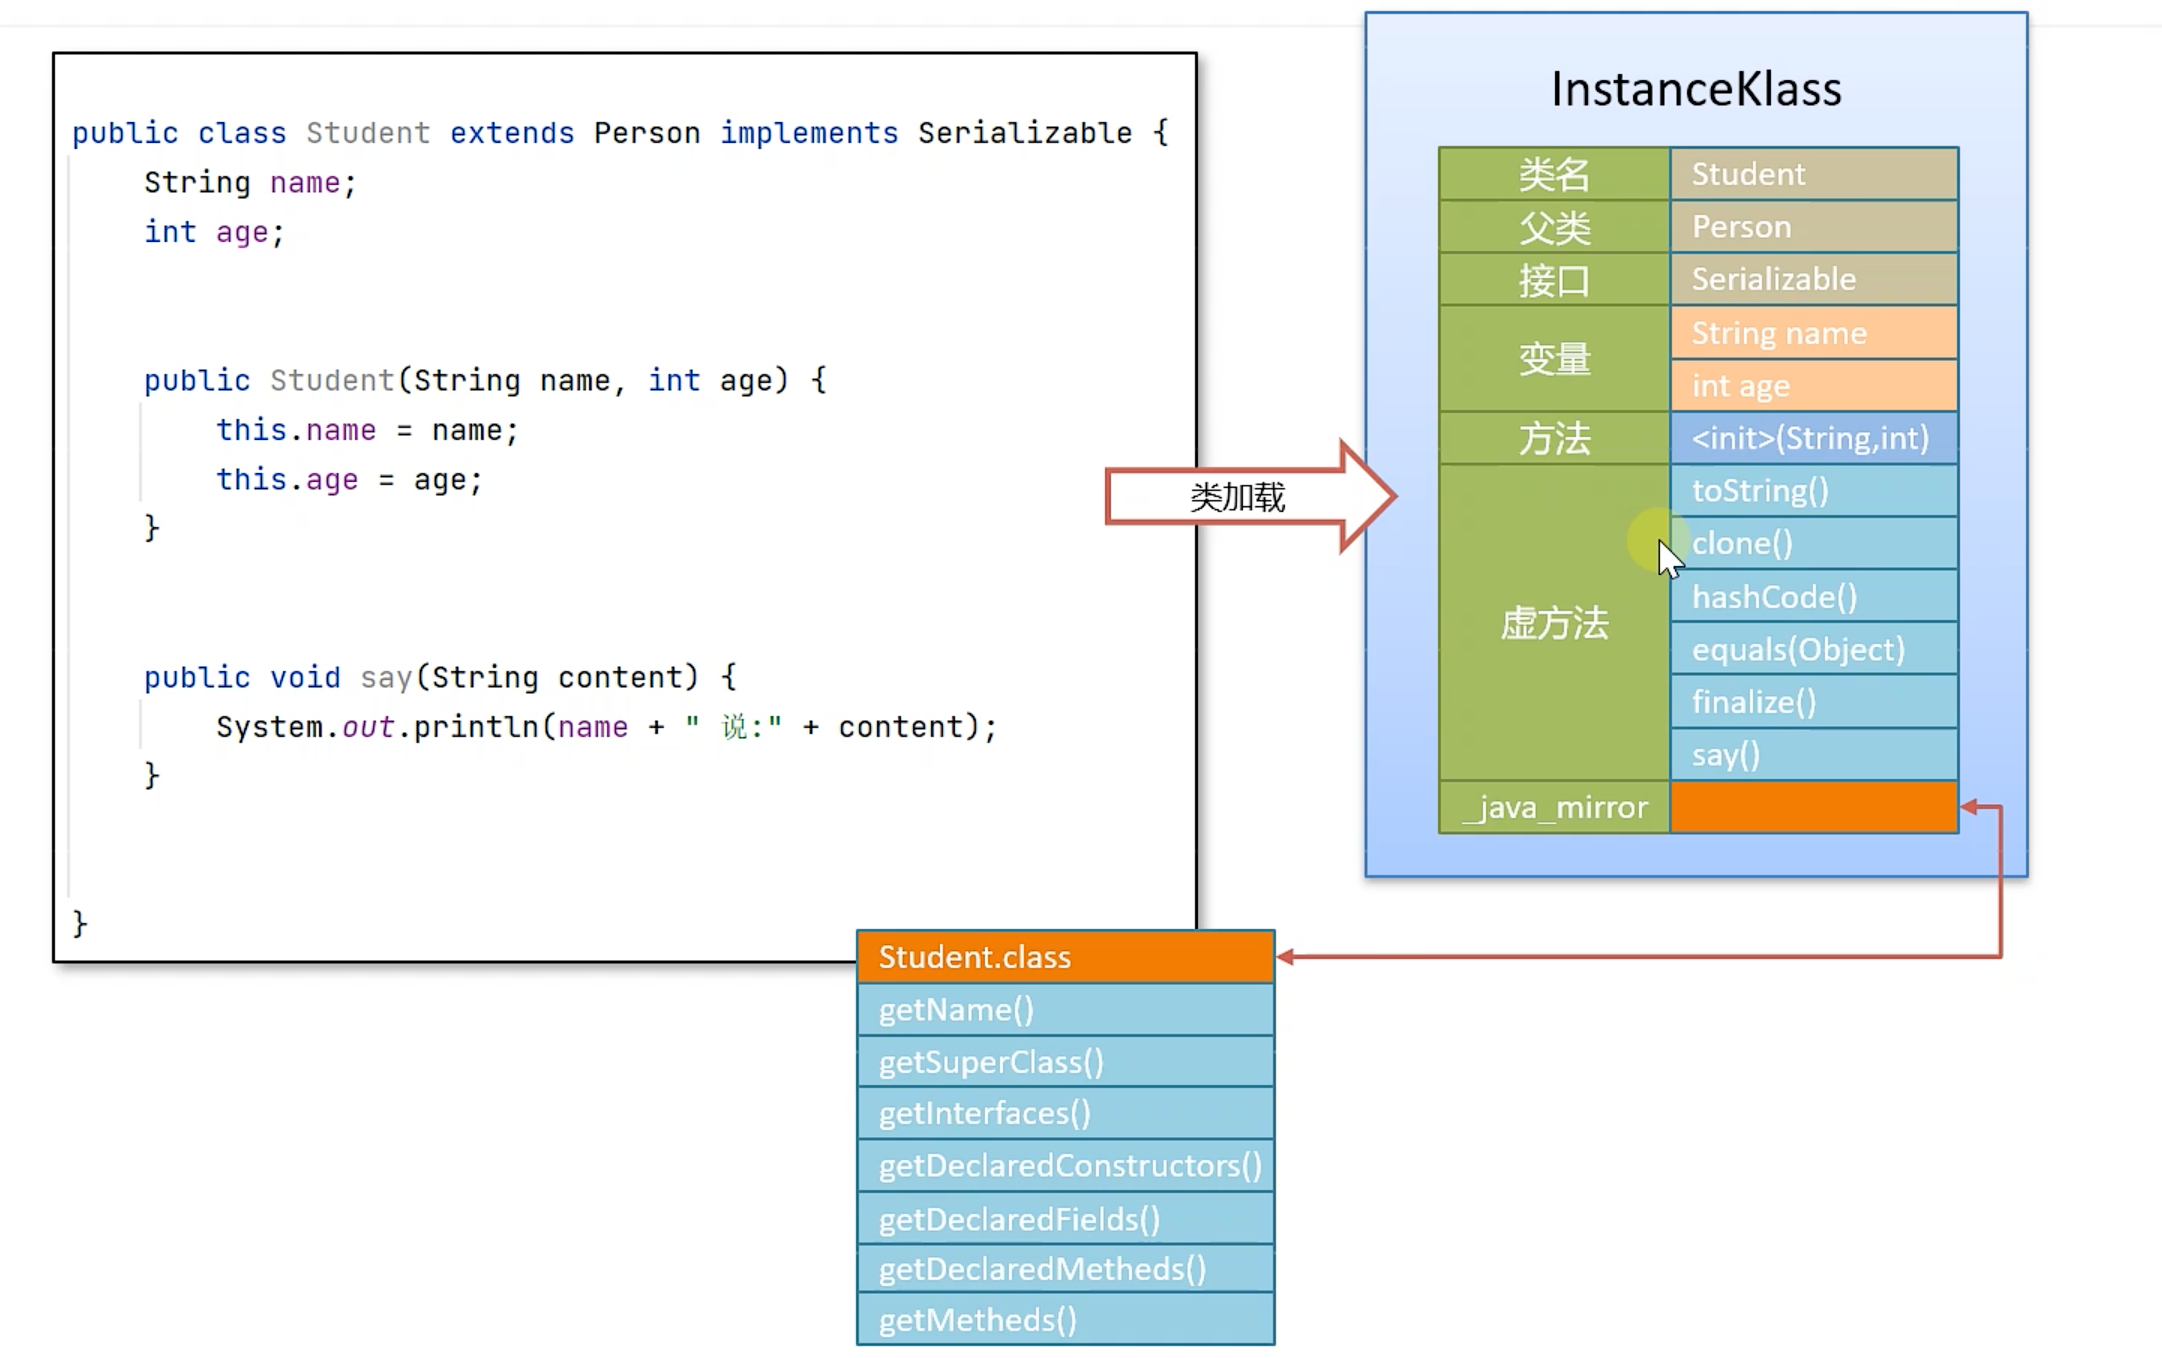 public class Student extends Person implements Serializable {
String name;
int age;
public Student(String name, int age) {
this.name = name;
this.age = age;
}
public void say(String content) {
System.out.println(name + " 说:" + content);
}
}
类加载
InstanceKlass
类名 Student
父类 Person
接口 Serializable
变量 String name
int age
方法 <init>(String,int)
虚方法 toString()
clone()
hashCode()
equals(Object)
finalize()
say()
_java_mirror
Student.class
getName()
getSuperClass()
getInterfaces()
getDeclaredConstructors()
getDeclaredFields()
getDeclaredMetheds()
getMetheds()